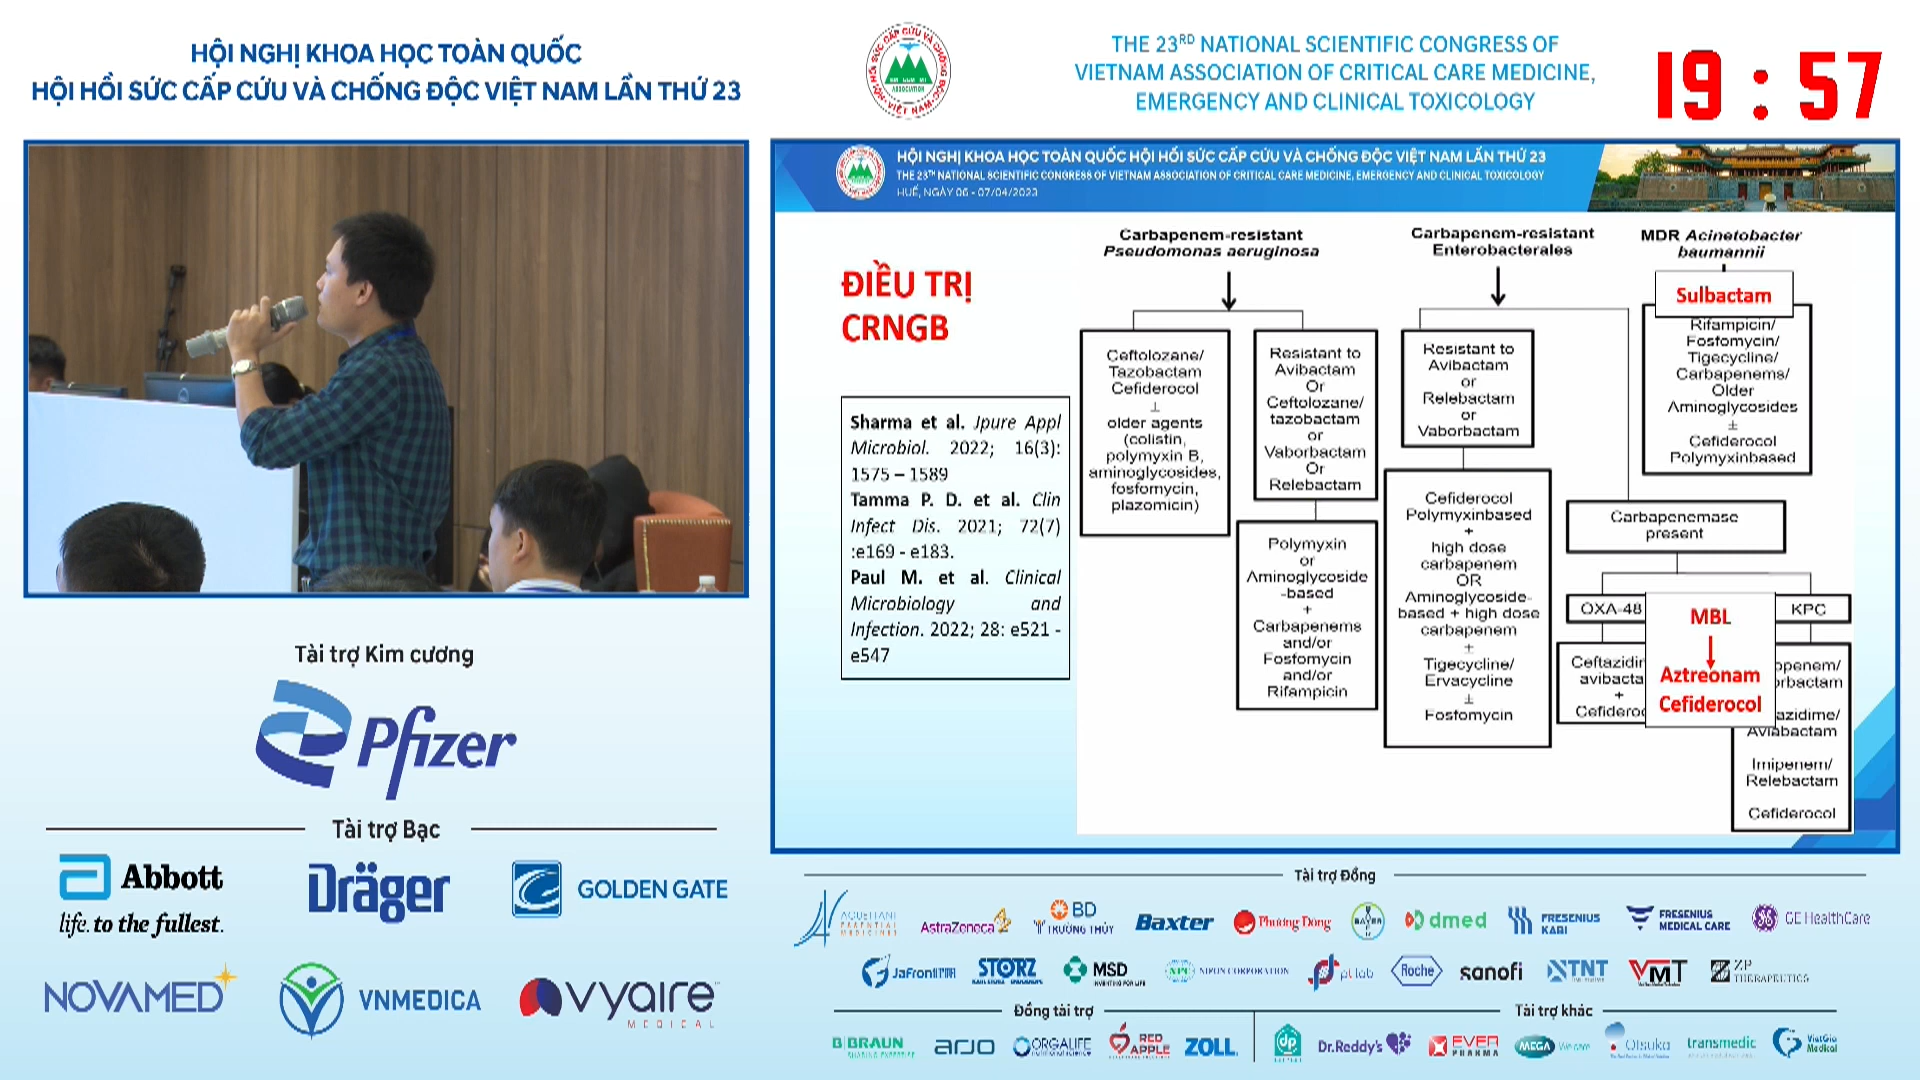 HỘI NGHỊ KHOA HỌC TOÀN QUỐC
HỘI HỒI SỨC CẤP CỨU VÀ CHỐNG ĐỘC VIỆT NAM LẦN THỨ 23
THE 23RD NATIONAL SCIENTIFIC CONGRESS OF
VIETNAM ASSOCIATION OF CRITICAL CARE MEDICINE,
EMERGENCY AND CLINICAL TOXICOLOGY
19 : 57
HỘI NGHỊ KHOA HỌC TOÀN QUỐC HỘI HỒI SỨC CẤP CỨU VÀ CHỐNG ĐỘC VIỆT NAM LẦN THỨ 23
THE 23TH NATIONAL SCIENTIFIC CONGRESS OF VIETNAM ASSOCIATION OF CRITICAL CARE MEDICINE, EMERGENCY AND CLINICAL TOXICOLOGY
HUẾ, NGÀY 06 - 07/04/2023
ĐIỀU TRỊ
CRNGB
Sharma et al. Jpure Appl
Microbiol. 2022; 16(3):
1575 – 1589
Tamma P. D. et al. Clin
Infect Dis. 2021; 72(7)
:e169 - e183.
Paul M. et al. Clinical
Microbiology and
Infection. 2022; 28: e521 -
e547
Carbapenem-resistant
Pseudomonas aeruginosa
Ceftolozane/
Tazobactam
Cefiderocol
±
older agents
(colistin,
polymyxin B,
aminoglycosides,
fosfomycin,
plazomicin)
Resistant to
Avibactam
Or
Ceftolozane/
tazobactam
or
Vaborbactam
Or
Relebactam
Polymyxin
or
Aminoglycoside
-based
+
Carbapenems
and/or
Fosfomycin
and/or
Rifampicin
Carbapenem-resistant
Enterobacterales
Resistant to
Avibactam
or
Relebactam
or
Vaborbactam
Cefiderocol
Polymyxinbased
+
high dose
carbapenem
OR
Aminoglycoside-
based + high dose
carbapenem
±
Tigecycline/
Ervacycline
±
Fosfomycin
MDR Acinetobacter
baumannii
Sulbactam
Rifampicin/
Fosfomycin/
Tigecycline/
Carbapenems/
Older
Aminoglycosides
±
Cefiderocol
Polymyxinbased
Carbapenemase
present
OXA-48
Ceftazidir
avibacta
+
Cefideroc
MBL
Aztreonam
Cefiderocol
KPC
openem/
orbactam
azidime/
Aviabactam
Imipenem/
Relebactam
Cefiderocol
Tài trợ Kim cương
Pfizer
Tài trợ Bạc
Abbott
life. to the fullest.
Dräger
GOLDEN GATE
NOVAMED
VNMEDICA
vyaire
MEDICAL
Tài trợ Đồng
AstraZeneca
BD
TRƯỜNG THỦY
Baxter
Phương Đông
BAYER
dmed
FRESENIUS
KABI
FRESENIUS
MEDICAL CARE
GE HealthCare
STORZ
MSD
INVENTING FOR LIFE
NIPON CORPORATION
pt lab
Roche
sanofi
TNT
VMT
ZP
THERAPEUTICS
Đồng tài trợ
B BRAUN
SHARING EXPERTISE
arjo
ORGALIFE
RED
APPLE
ZOLL
Tài trợ khác
dp
Dr.Reddy's
EVER
PHARMA
MEGA We care
Otsuka
transmedic
VietGia
Medical